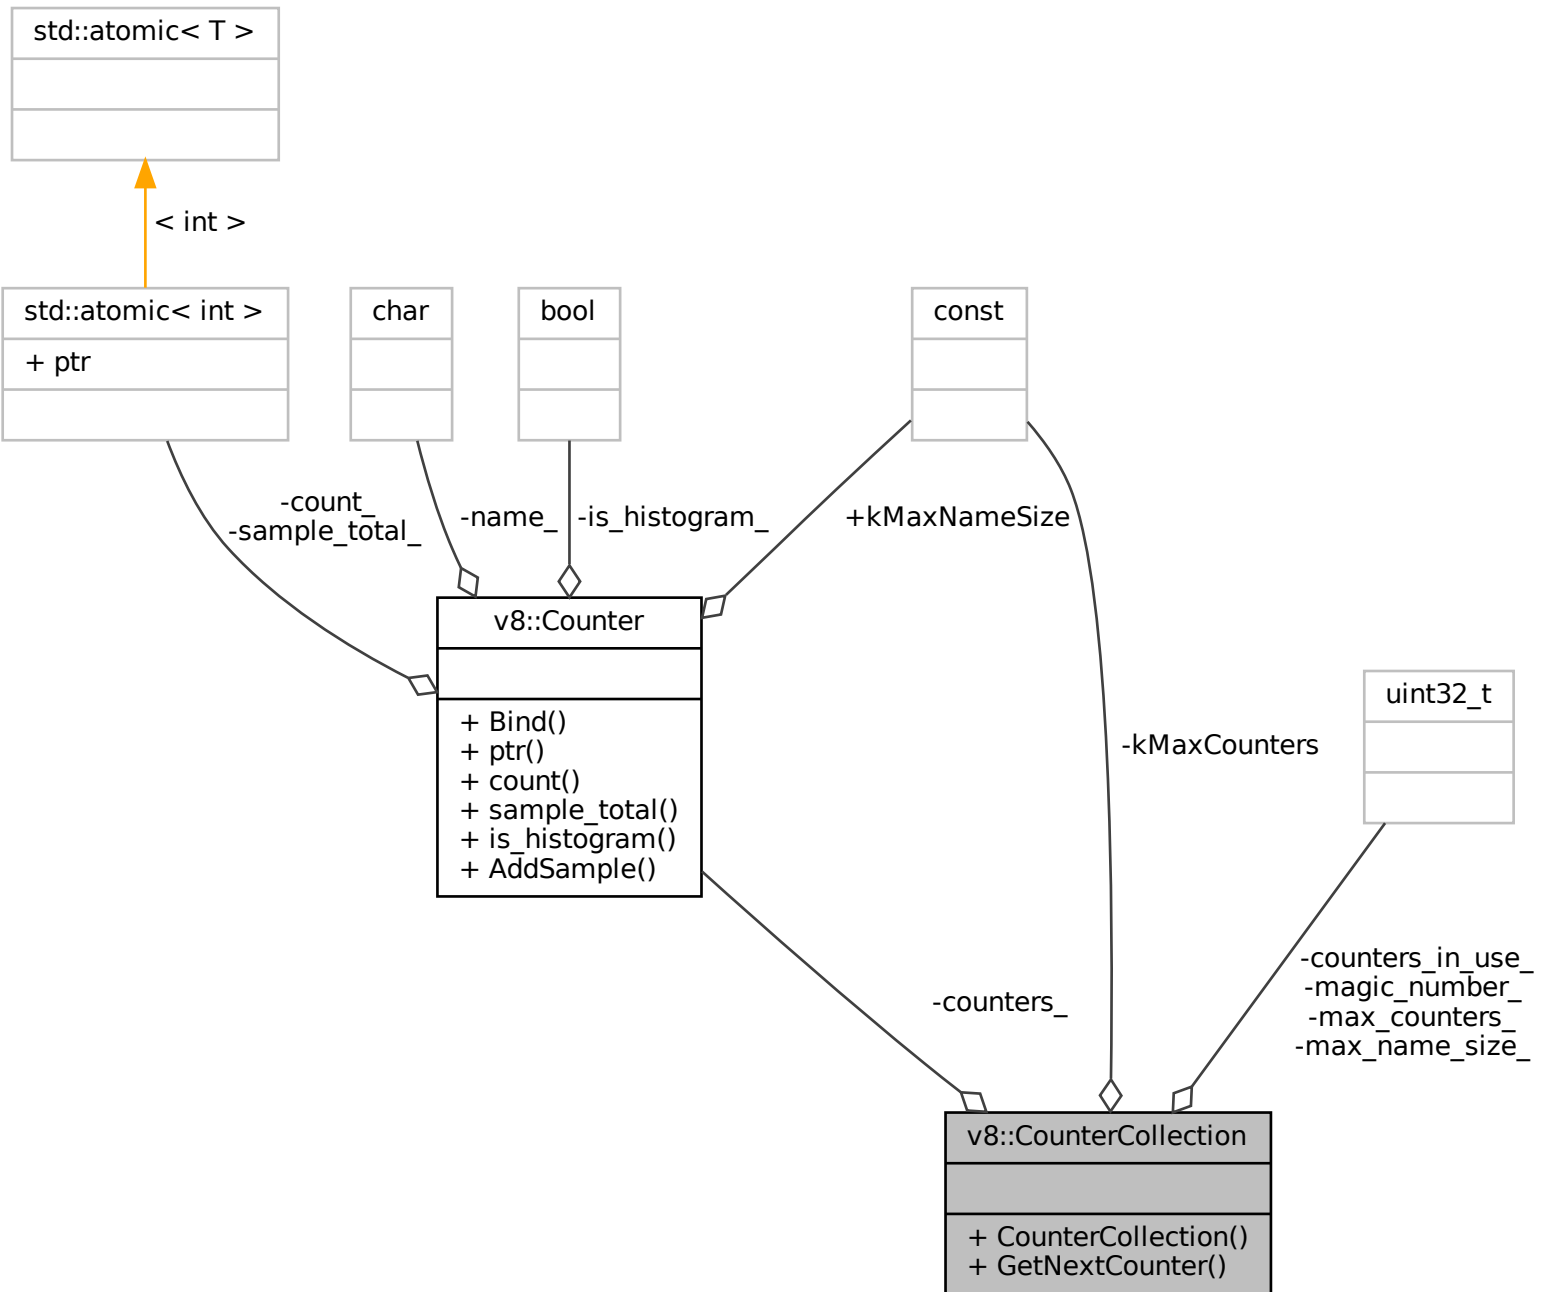 std::atomic< T >
< int >
std::atomic< int >
+ ptr
char
bool
const
-count_
-sample_total_
-name_
-is_histogram_
+kMaxNameSize
v8::Counter
+ Bind()
+ ptr()
+ count()
+ sample_total()
+ is_histogram()
+ AddSample()
uint32_t
-kMaxCounters
-counters_in_use_
-magic_number_
-max_counters_
-max_name_size_
-counters_
v8::CounterCollection
+ CounterCollection()
+ GetNextCounter()